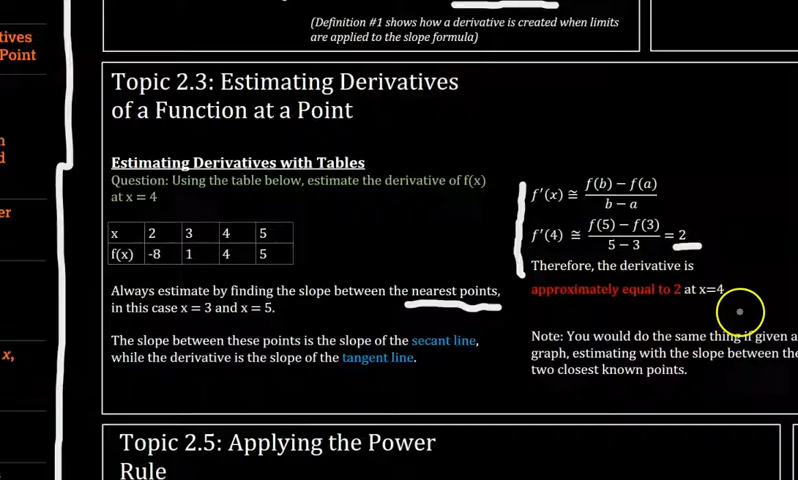 (Definition #1 shows how a derivative is created when limits
are applied to the slope formula)
tives
Point
d
er
x,
Topic 2.3: Estimating Derivatives
of a Function at a Point
Estimating Derivatives with Tables
Question: Using the table below, estimate the derivative of f(x)
at x = 4
x 2 3 4 5
f(x) -8 1 4 5
Always estimate by finding the slope between the nearest points,
in this case x = 3 and x = 5.
The slope between these points is the slope of the secant line,
while the derivative is the slope of the tangent line.
f′(x) ≅ f(b) − f(a) / b − a
f′(4) ≅ f(5) − f(3) / 5 − 3 = 2
Therefore, the derivative is
approximately equal to 2 at x=4
Note: You would do the same thing if given a
graph, estimating with the slope between the
two closest known points.
Topic 2.5: Applying the Power
Rule